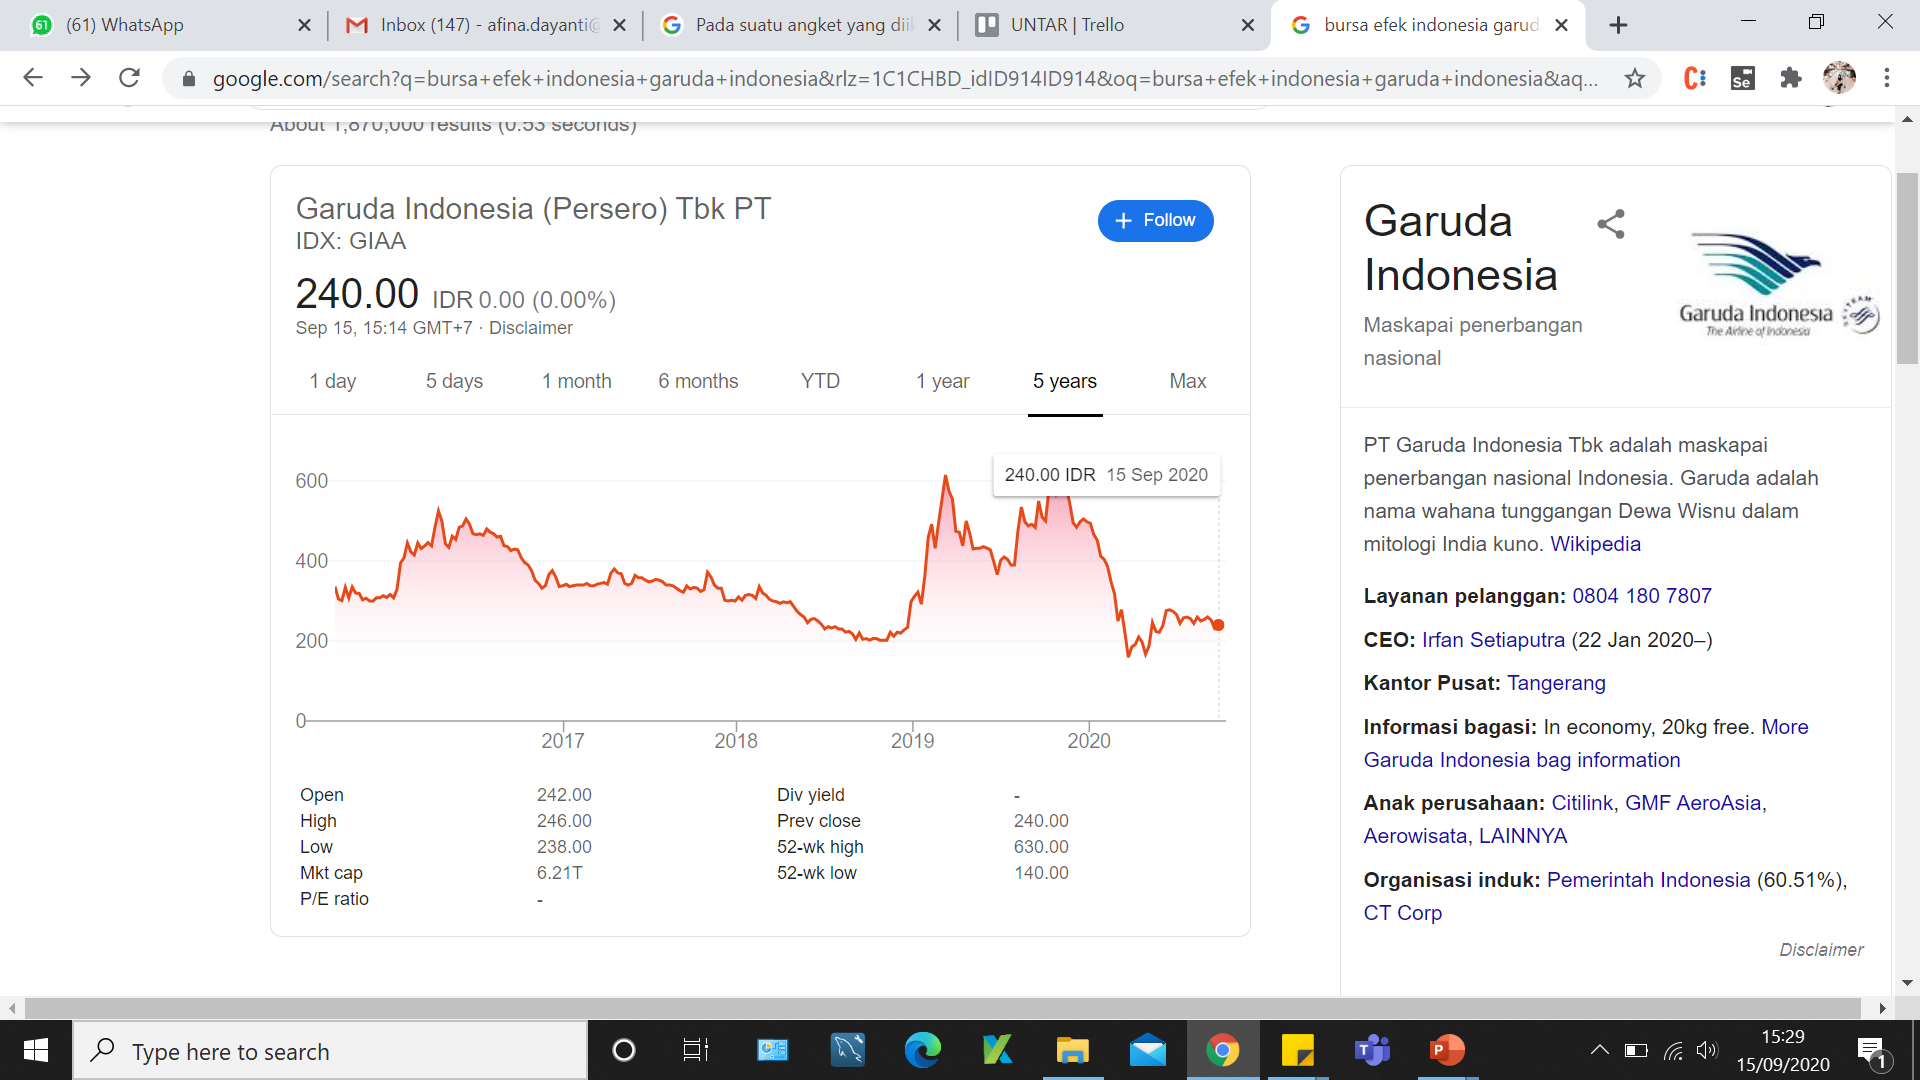 (61) WhatsApp
Inbox (147) - afina.dayanti@
Pada suatu angket yang dii
UNTAR | Trello
bursa efek indonesia garud
google.com/search?q=bursa+efek+indonesia+garuda+indonesia&rlz=1C1CHBD_idID914ID914&oq=bursa+efek+indonesia+garuda+indonesia&aq...
About 1,870,000 results (0.53 seconds)
Garuda Indonesia (Persero) Tbk PT
IDX: GIAA
Follow
240.00 IDR 0.00 (0.00%)
Sep 15, 15:14 GMT+7 · Disclaimer
1 day 5 days 1 month 6 months YTD 1 year 5 years Max
240.00 IDR 15 Sep 2020
600
400
200
0
2017 2018 2019 2020
Open 242.00 Div yield -
High 246.00 Prev close 240.00
Low 238.00 52-wk high 630.00
Mkt cap 6.21T 52-wk low 140.00
P/E ratio -
Garuda
Indonesia
Maskapai penerbangan
nasional
Garuda Indonesia
The Airline of Indonesia
PT Garuda Indonesia Tbk adalah maskapai
penerbangan nasional Indonesia. Garuda adalah
nama wahana tunggangan Dewa Wisnu dalam
mitologi India kuno. Wikipedia
Layanan pelanggan: 0804 180 7807
CEO: Irfan Setiaputra (22 Jan 2020–)
Kantor Pusat: Tangerang
Informasi bagasi: In economy, 20kg free. More
Garuda Indonesia bag information
Anak perusahaan: Citilink, GMF AeroAsia,
Aerowisata, LAINNYA
Organisasi induk: Pemerintah Indonesia (60.51%),
CT Corp
Disclaimer
Type here to search
15:29
15/09/2020
1